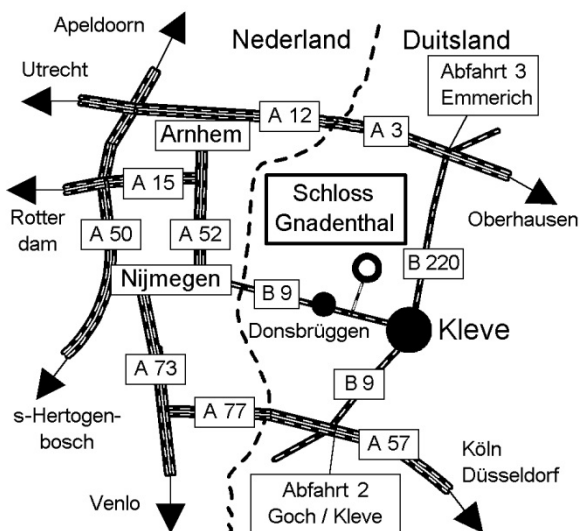 Apeldoorn
Nederland
Duitsland
Utrecht
Abfahrt 3
Emmerich
A 12
A 3
Arnhem
A 15
Schloss
Gnadenthal
Rotter
dam
Oberhausen
A 50
A 52
B 220
Nijmegen
B 9
Donsbrüggen
Kleve
A 73
B 9
s-Hertogen-
bosch
A 77
A 57
Köln
Düsseldorf
Venlo
Abfahrt 2
Goch / Kleve